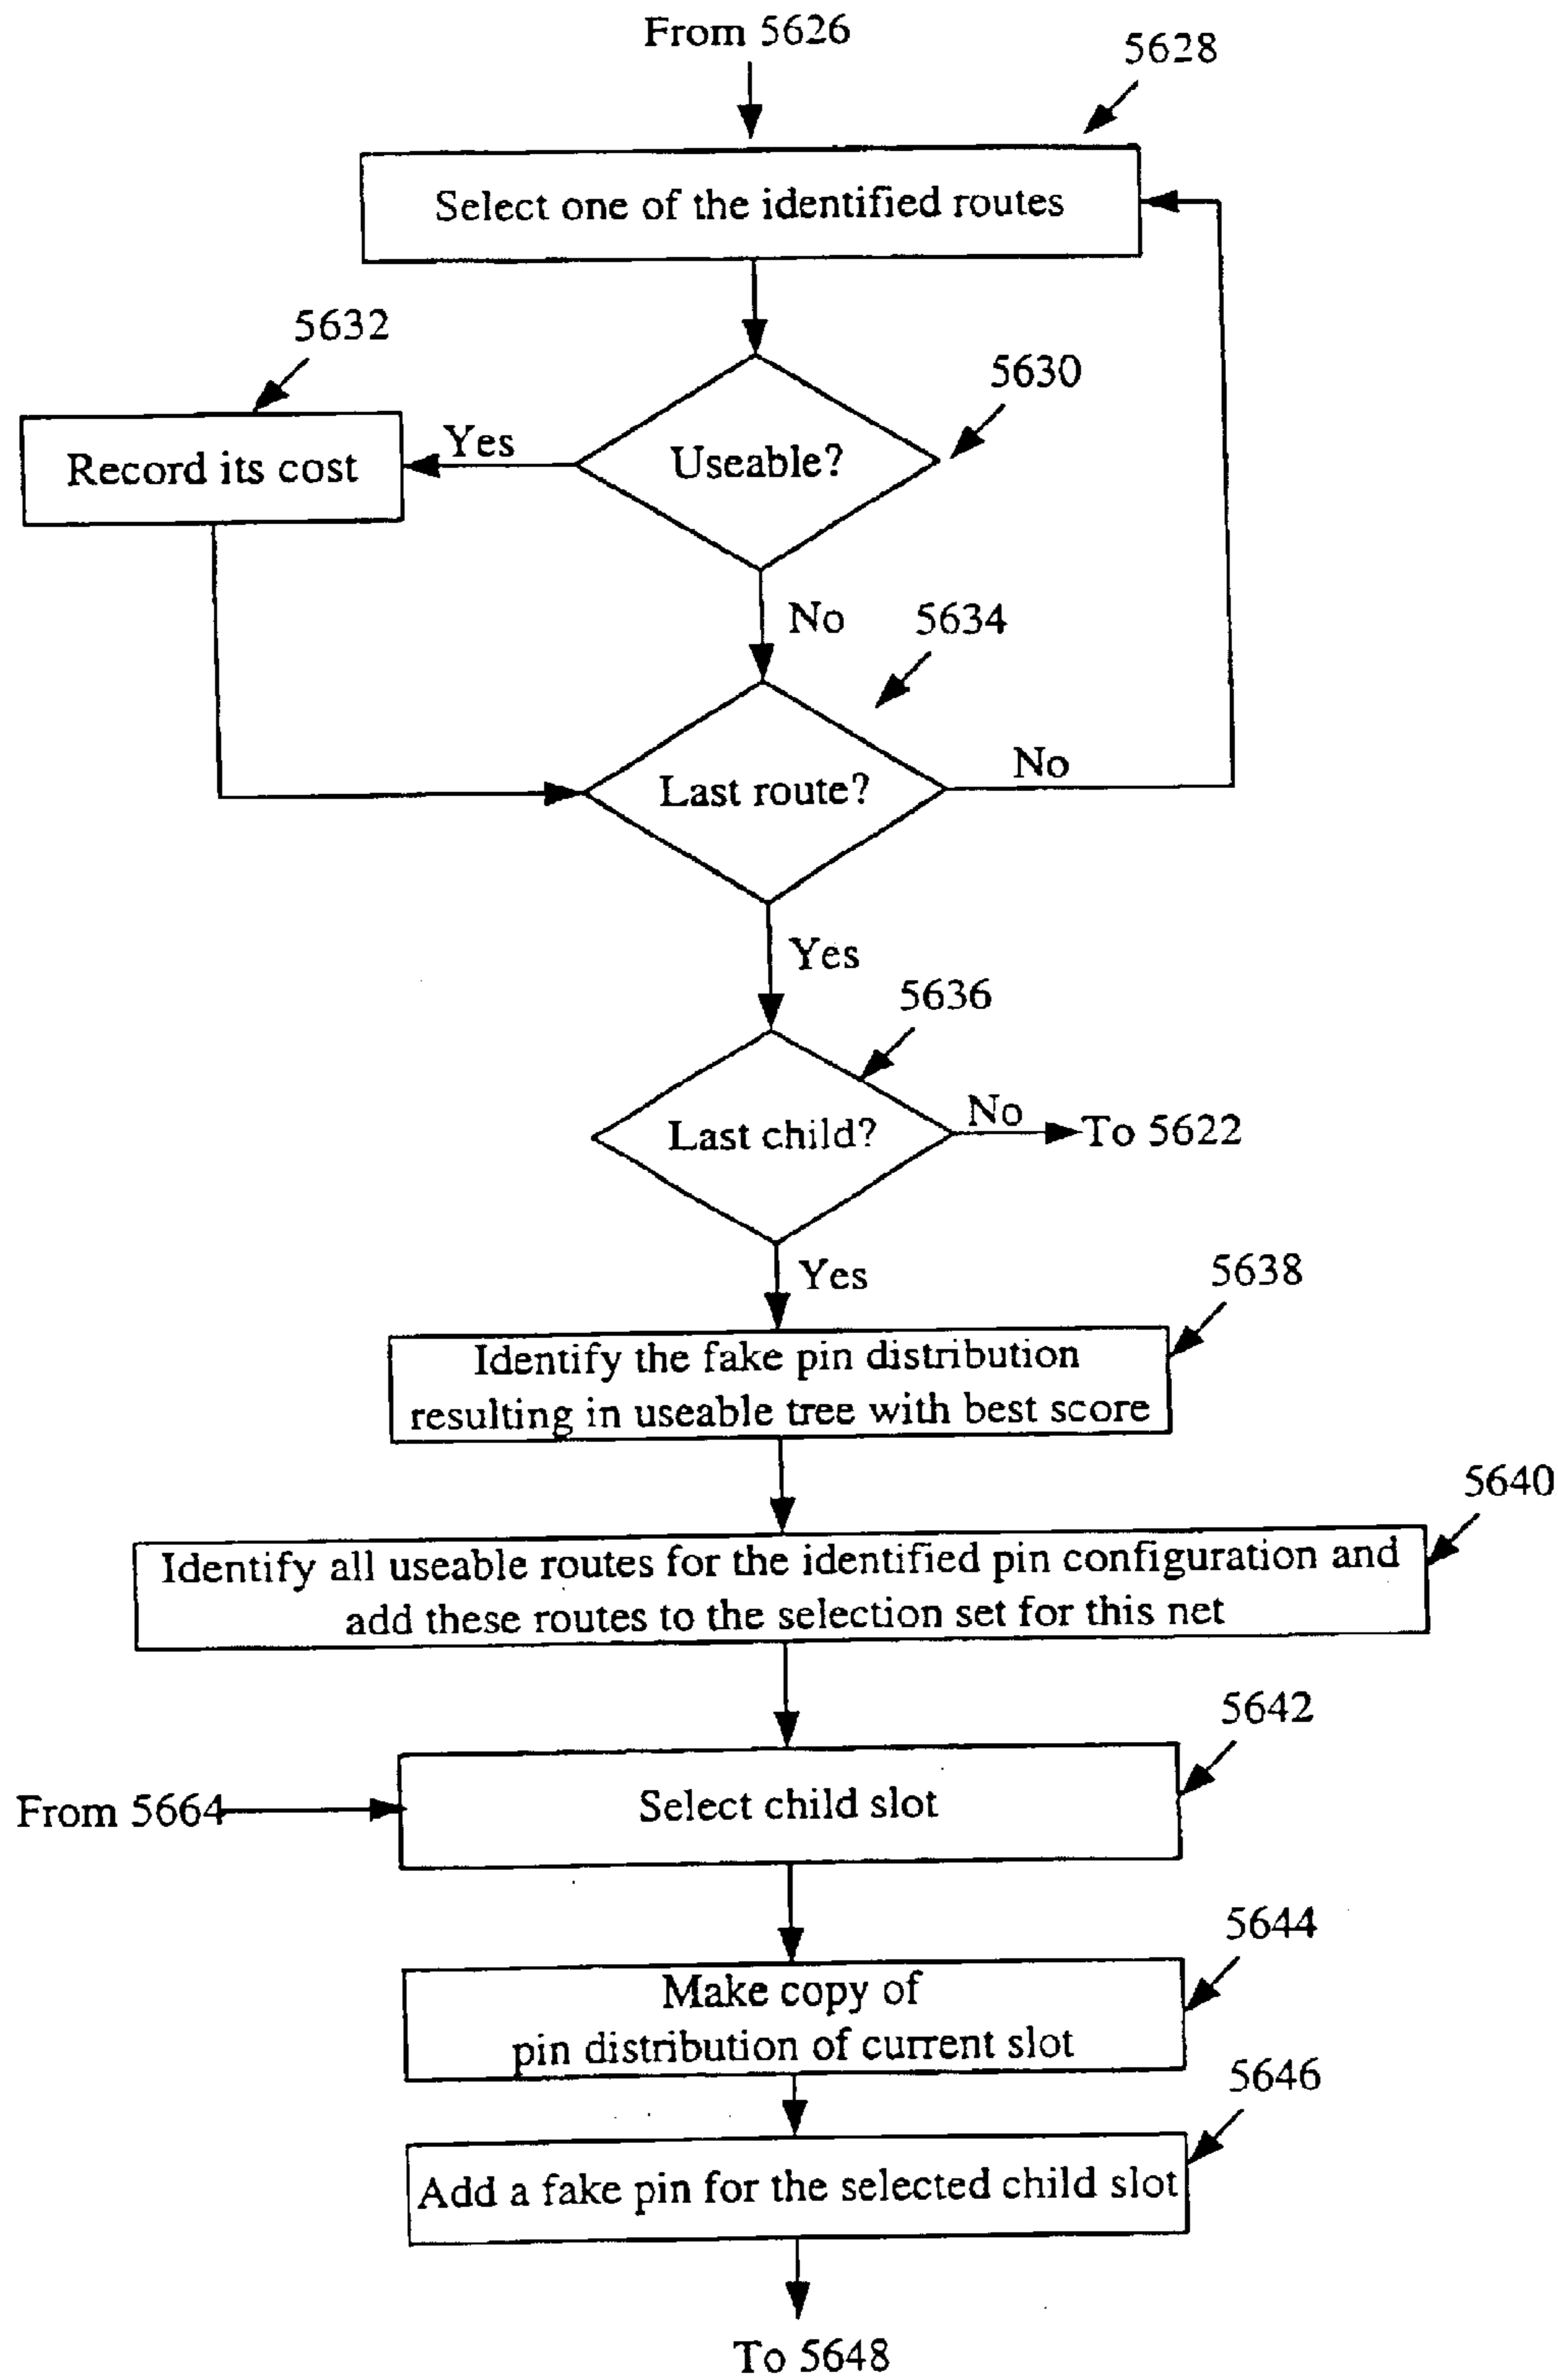 From 5626
5628
Select one of the identified routes
5632
5630
Record its cost
Yes
Useable?
No
5634
Last route?
No
Yes
5636
Last child?
No
To 5622
Yes
5638
Identify the fake pin distribution
resulting in useable tree with best score
5640
Identify all useable routes for the identified pin configuration and
add these routes to the selection set for this net
5642
From 5664
Select child slot
5644
Make copy of
pin distribution of current slot
5646
Add a fake pin for the selected child slot
To 5648